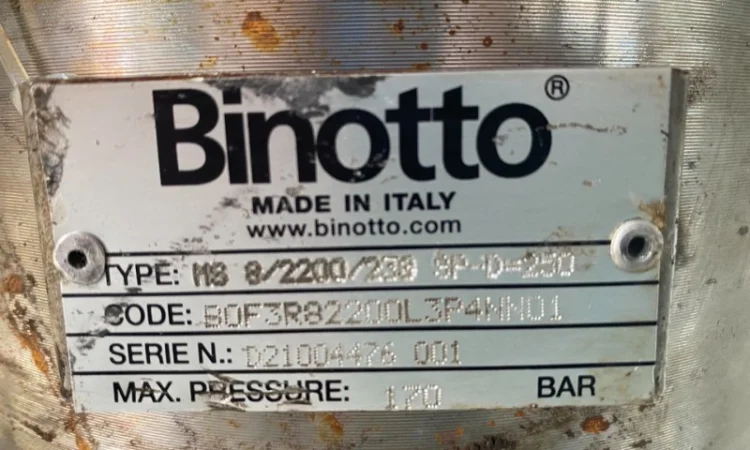 Binotto®
MADE IN ITALY
www.binotto.com
TYPE: MS 8/2200/238 SP-D=250
CODE: B0F3R82200L3P4NN01
SERIE N.: D21004476 001
MAX. PRESSURE: 170 BAR